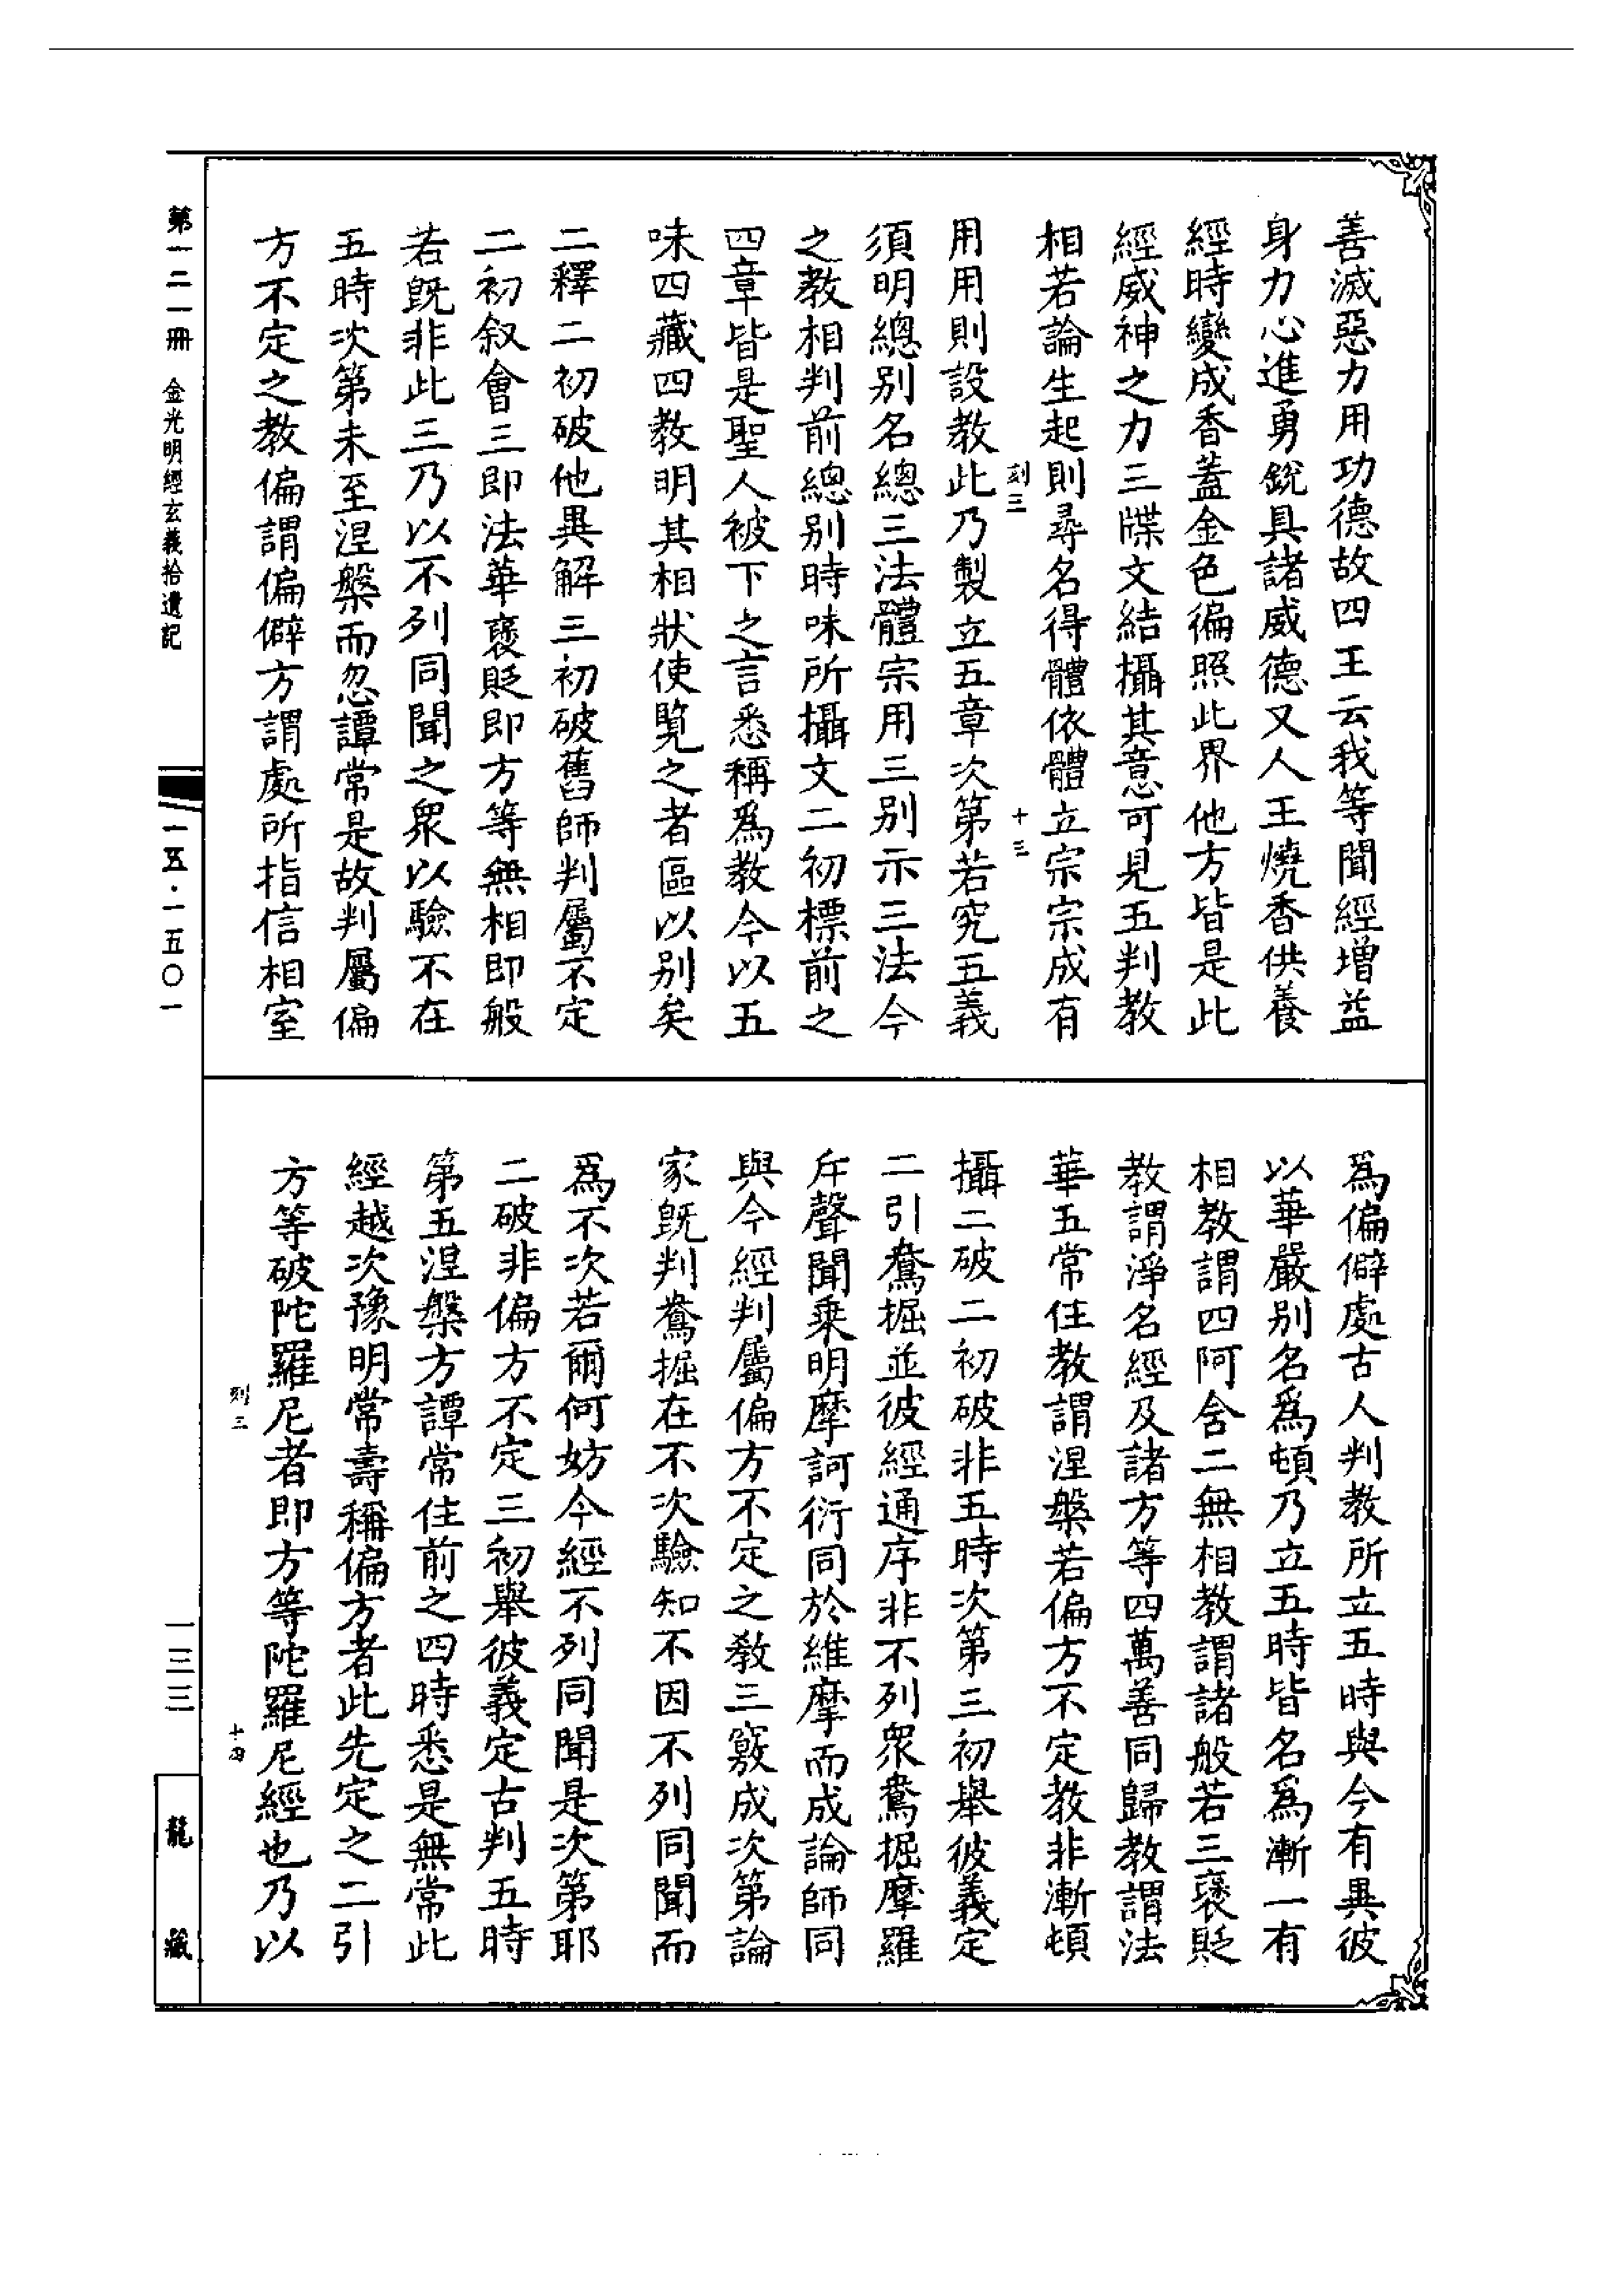 善滅惡力用功德故四王云我等聞經增益
身力心進勇銳具諸威德又人王燒香供養
經時變成香蓋金色徧照此界他方皆是此
經威神之力三牒文結攝其意可見五判教
相若論生起則尋名得體依體立宗宗成有
刻三
十三
用用則設教此乃製立五章次第若究五義
須明總別名總三法體宗用三別示三法今
之教相判前總別時味所攝文二初標前之
四章皆是聖人被下之言悉稱爲教今以五
味四藏四教明其相狀使覽之者區以別矣
二釋二初破他異解三初破舊師判屬不定
二初叙會三即法華褒貶即方等無相即般
若既非此三乃以不列同聞之眾以驗不在
五時次第未至涅槃而忽譚常是故判屬偏
方不定之教偏謂偏僻方謂處所指信相室
爲偏僻處古人判教所立五時與今有異彼
以華嚴別名爲頓乃立五時皆名爲漸一有
相教謂四阿含二無相教謂諸般若三褒貶
教謂淨名經及諸方等四萬善同歸教謂法
華五常住教謂涅槃若偏方不定教非漸頓
攝二破二初破非五時次第三初舉彼義定
二引鴦掘並彼經通序非不列眾鴦掘摩羅
斥聲聞乘明摩訶衍同於維摩而成論師同
與今經判屬偏方不定之教三竅成次第論
家既判鴦掘在不次驗知不因不列同聞而
爲不次若爾何妨今經不列同聞是次第耶
二破非偏方不定三初舉彼義定古判五時
第五涅槃方譚常住前之四時悉是無常此
經越次豫明常壽稱偏方者此先定之二引
方等破陀羅尼者即方等陀羅尼經也乃以
刻三
十四
第一二一冊 金光明經玄義拾遺記
一五·一五〇一
一三三
龍藏